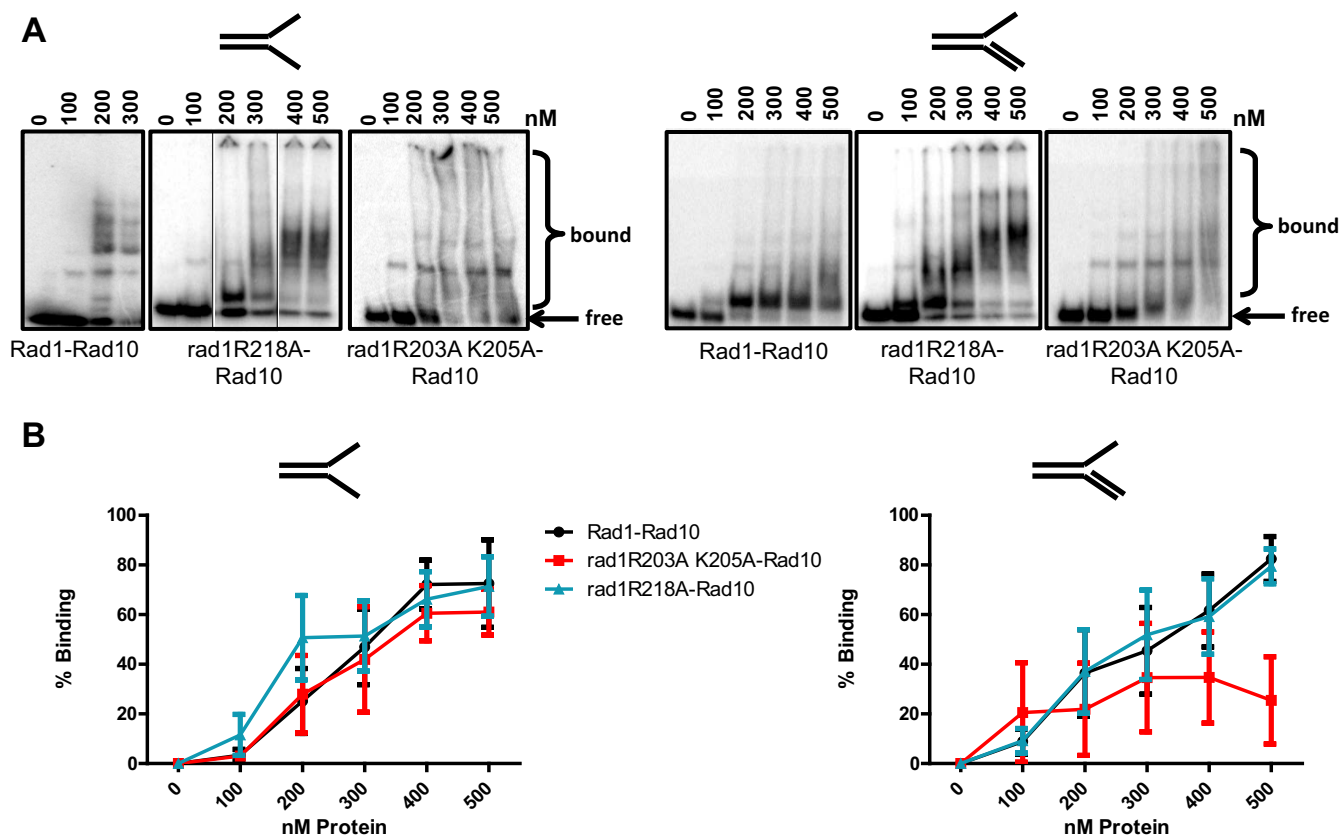 A
0 100 200 300 200 300 400 500 0 100 200 300 400 500 nM
0 100 0 100 200 300 400 500 0 100 200 300 400 500 0 100 200 300 400 500 nM
bound
free
bound
free
Rad1-Rad10
rad1R218A-
Rad10
rad1R203A K205A-
Rad10
Rad1-Rad10
rad1R218A-
Rad10
rad1R203A K205A-
Rad10
B
% Binding
100
80
60
40
20
0
0 100 200 300 400 500
nM Protein
Rad1-Rad10
rad1R203A K205A-Rad10
rad1R218A-Rad10
% Binding
100
80
60
40
20
0
0 100 200 300 400 500
nM Protein